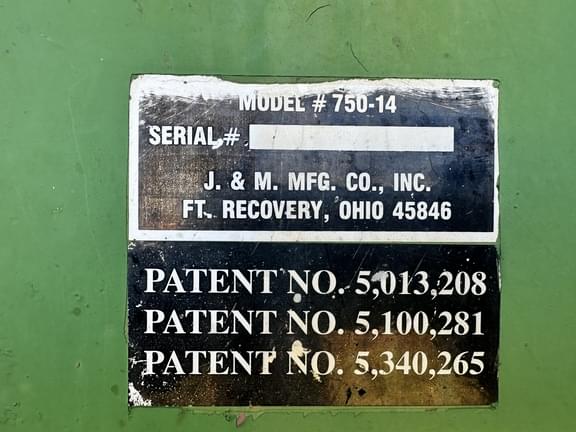 MODEL # 750-14
SERIAL #
J. & M. MFG. CO., INC.
FT. RECOVERY, OHIO 45846
PATENT NO. 5,013,208
PATENT NO. 5,100,281
PATENT NO. 5,340,265